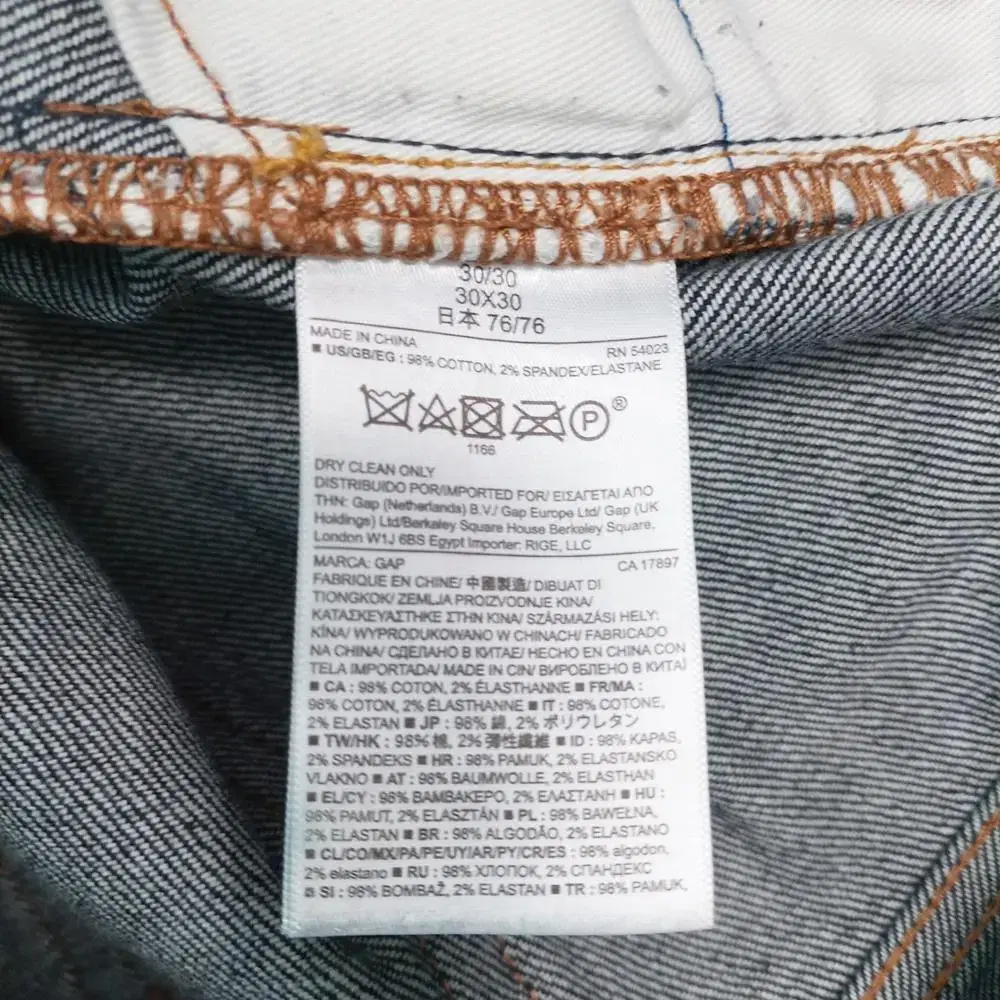 30/30
30X30
日本 76/76
MADE IN CHINA RN 54023
■ US/GB/EG : 98% COTTON, 2% SPANDEX/ELASTANE
P ®
1166
DRY CLEAN ONLY
DISTRIBUIDO POR/IMPORTED FOR/ ΕΙΣΑΓΕΤΑΙ ΑΠΟ
THN: Gap (Netherlands) B.V./ Gap Europe Ltd/ Gap (UK
Holdings) Ltd/Berkeley Square House Berkeley Square,
London W1J 6BS Egypt Importer: RIGE, LLC
MARCA: GAP CA 17897
FABRIQUE EN CHINE/ 中國製造/ DIBUAT DI
TIONGKOK/ ZEMLJA PROIZVODNJE KINA/
ΚΑΤΑΣΚΕΥΑΣΤΗΚΕ ΣΤΗΝ ΚΙΝΑ/ SZÁRMAZÁSI HELY:
KÍNA/ WYPRODUKOWANO W CHINACH/ FABRICADO
NA CHINA/ СДЕЛАНО В КИТАЕ/ HECHO EN CHINA CON
TELA IMPORTADA/ MADE IN CIN/ ВИРОБЛЕНО В КИТАЇ
■ CA : 98% COTON, 2% ÉLASTHANNE ■ FR/MA :
98% COTON, 2% ÉLASTHANNE ■ IT : 98% COTONE,
2% ELASTAN ■ JP : 98% 綿, 2% ポリウレタン
■ TW/HK : 98% 棉, 2% 彈性纖維 ■ ID : 98% KAPAS,
2% SPANDEKS ■ HR : 98% PAMUK, 2% ELASTANSKO
VLAKNO ■ AT : 98% BAUMWOLLE, 2% ELASTHAN
■ EL/CY : 98% ΒΑΜΒΑΚΕΡΟ, 2% ΕΛΑΣΤΑΝΗ ■ HU :
98% PAMUT, 2% ELASZTÁN ■ PL : 98% BAWEŁNA,
2% ELASTAN ■ BR : 98% ALGODÃO, 2% ELASTANO
■ CL/CO/MX/PA/PE/UY/AR/PY/CR/ES : 98% algodon,
2% elastano ■ RU : 98% ХЛОПОК, 2% СПАНДЕКС
■ SI : 98% BOMBAŽ, 2% ELASTAN ■ TR : 98% PAMUK,